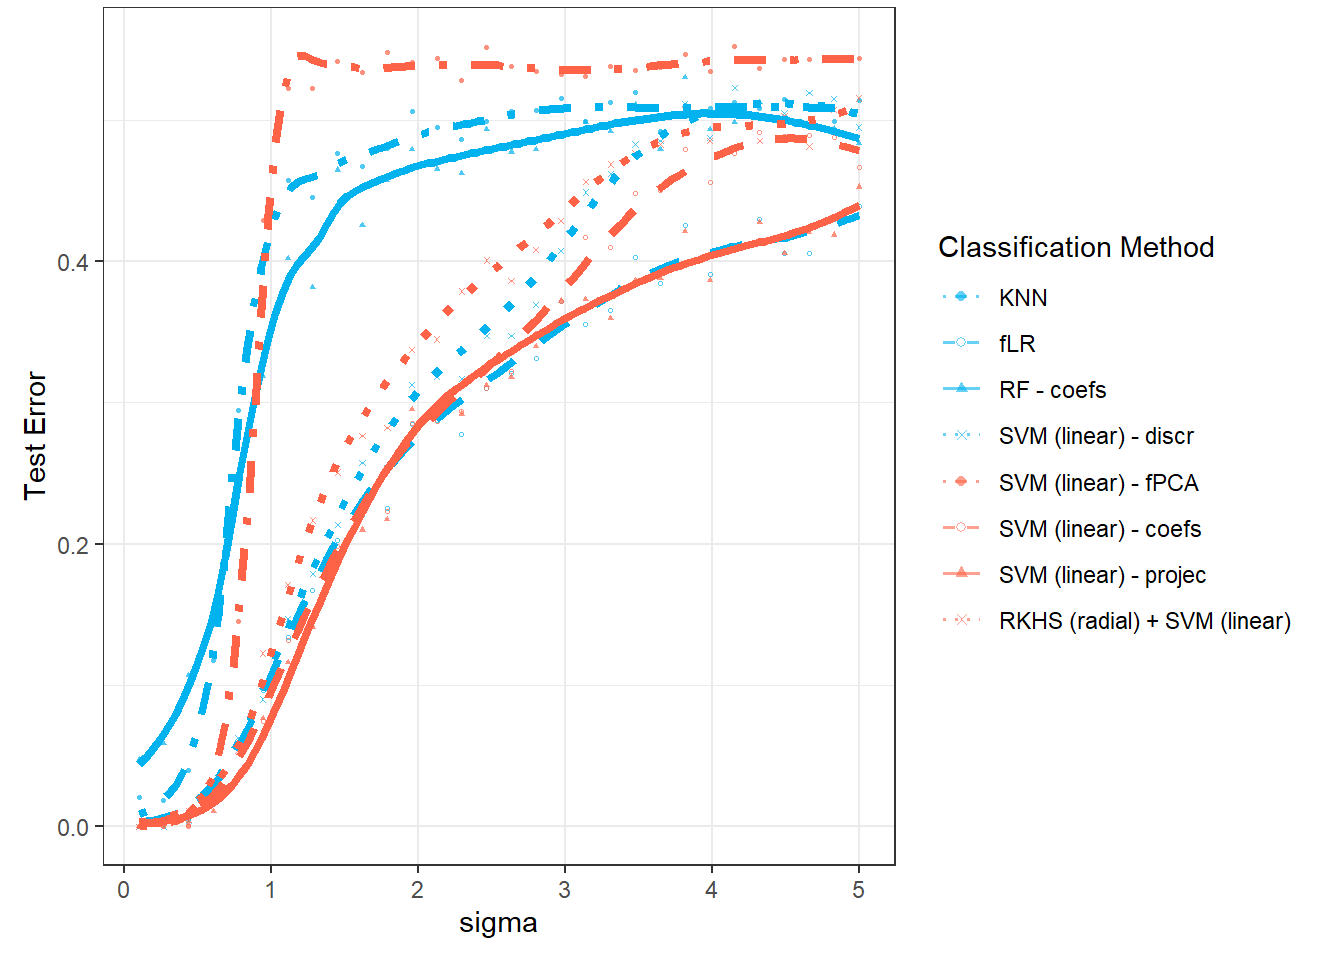 Test Error
0.4
0.2
0.0
0 1 2 3 4 5
sigma
Classification Method
KNN
fLR
RF - coefs
SVM (linear) - discr
SVM (linear) - fPCA
SVM (linear) - coefs
SVM (linear) - projec
RKHS (radial) + SVM (linear)